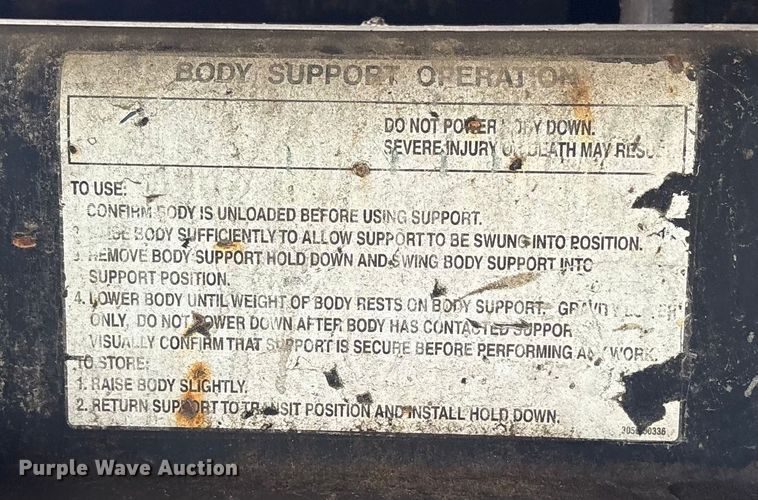 BODY SUPPORT OPERATION
DO NOT POWER BODY DOWN.
SEVERE INJURY OR DEATH MAY RESULT
TO USE:
CONFIRM BODY IS UNLOADED BEFORE USING SUPPORT.
RAISE BODY SUFFICIENTLY TO ALLOW SUPPORT TO BE SWUNG INTO POSITION.
3. REMOVE BODY SUPPORT HOLD DOWN AND SWING BODY SUPPORT INTO
SUPPORT POSITION.
4. LOWER BODY UNTIL WEIGHT OF BODY RESTS ON BODY SUPPORT. GRAVITY LOWER
ONLY, DO NOT POWER DOWN AFTER BODY HAS CONTACTED SUPPOR
VISUALLY CONFIRM THAT SUPPORT IS SECURE BEFORE PERFORMING ANY WORK.
TO STORE:
1. RAISE BODY SLIGHTLY.
2. RETURN SUPPORT TO TRANSIT POSITION AND INSTALL HOLD DOWN.
Purple Wave Auction